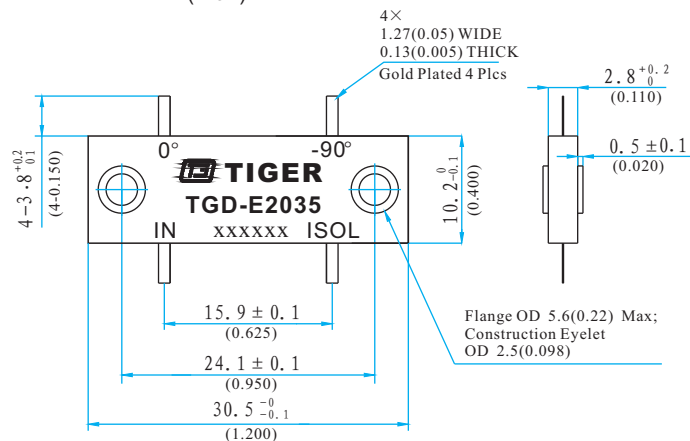 4×
1.27(0.05) WIDE
0.13(0.005) THICK
Gold Plated 4 Plcs
2.8 +0.2 0
(0.110)
4-3.8 +0.2 0.1
(4-0.150)
0° -90°
TIGER
TGD-E2035
IN xxxxxx ISOL
10.2 0 -0.1
(0.400)
0.5±0.1
(0.020)
15.9±0.1
(0.625)
24.1±0.1
(0.950)
30.5 -0 -0.1
(1.200)
Flange OD 5.6(0.22) Max;
Construction Eyelet
OD 2.5(0.098)